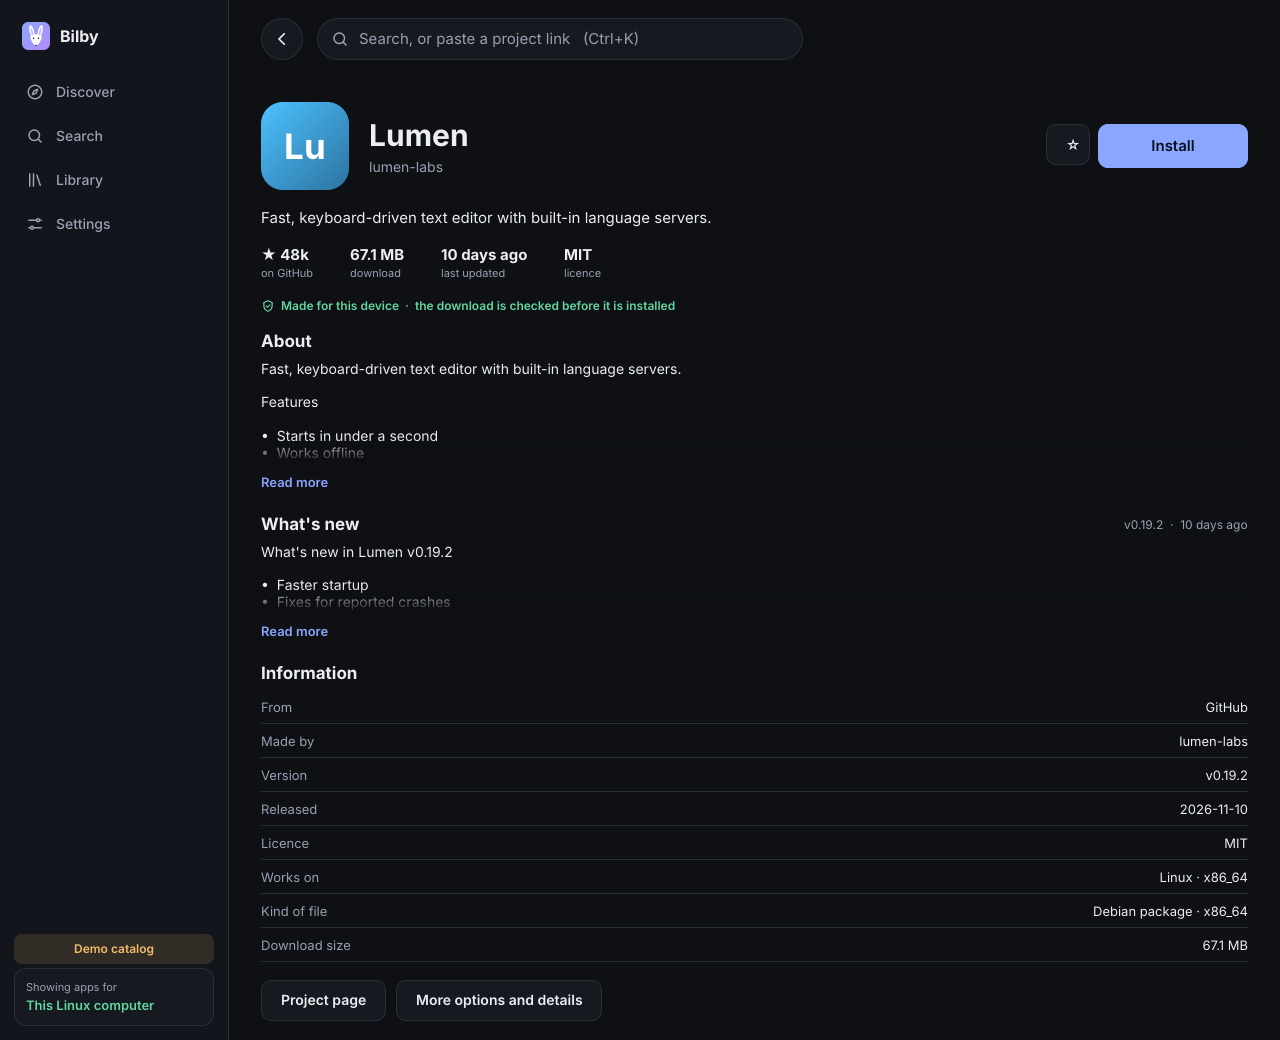 Bilby
Discover
Search
Library
Settings
Demo catalog
Showing apps for
This Linux computer
Search, or paste a project link (Ctrl+K)
Lu
Lumen
lumen-labs
☆
Install
Fast, keyboard-driven text editor with built-in language servers.
★ 48k 67.1 MB 10 days ago MIT
on GitHub download last updated licence
Made for this device · the download is checked before it is installed
About
Fast, keyboard-driven text editor with built-in language servers.
Features
• Starts in under a second
• Works offline
Read more
What's new v0.19.2 · 10 days ago
What's new in Lumen v0.19.2
• Faster startup
• Fixes for reported crashes
Read more
Information
From GitHub
Made by lumen-labs
Version v0.19.2
Released 2026-11-10
Licence MIT
Works on Linux · x86_64
Kind of file Debian package · x86_64
Download size 67.1 MB
Project page More options and details